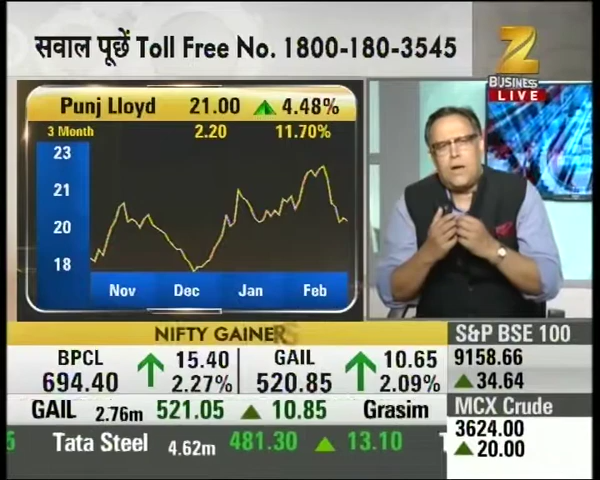 सवाल पूछें Toll Free No. 1800-180-3545
Z
BUSINESS
LIVE
Punj Lloyd 21.00 4.48%
3 Month 2.20 11.70%
23
21
20
18
Nov Dec Jan Feb
NIFTY GAINERS
BPCL 15.40 GAIL 10.65
694.40 2.27% 520.85 2.09%
GAIL 2.76m 521.05 10.85 Grasim
5 Tata Steel 4.62m 481.30 13.10
S&P BSE 100
9158.66
34.64
MCX Crude
3624.00
20.00